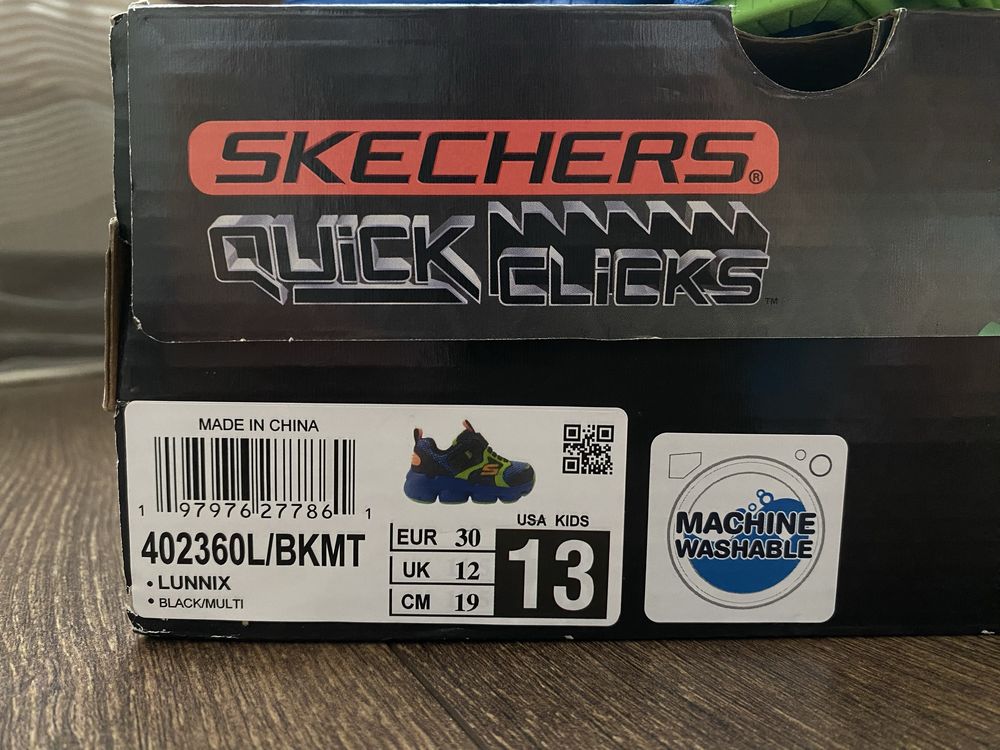 SKECHERS®
QUiCK CLiCKS™
MADE IN CHINA
1 97976 27786 1
402360L/BKMT
• LUNNIX
• BLACK/MULTI
USA KIDS
EUR 30
UK 12
CM 19
13
MACHINE
WASHABLE